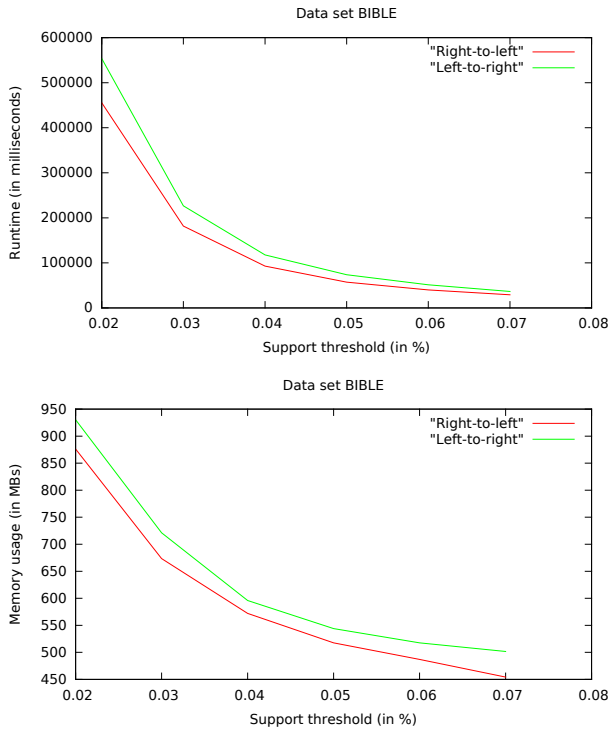 Data set BIBLE
600000
500000
400000
300000
200000
100000
0
0.02 0.03 0.04 0.05 0.06 0.07 0.08
Runtime (in milliseconds)
Support threshold (in %)
"Right-to-left"
"Left-to-right"
Data set BIBLE
950
900
850
800
750
700
650
600
550
500
450
0.02 0.03 0.04 0.05 0.06 0.07 0.08
Memory usage (in MBs)
Support threshold (in %)
"Right-to-left"
"Left-to-right"